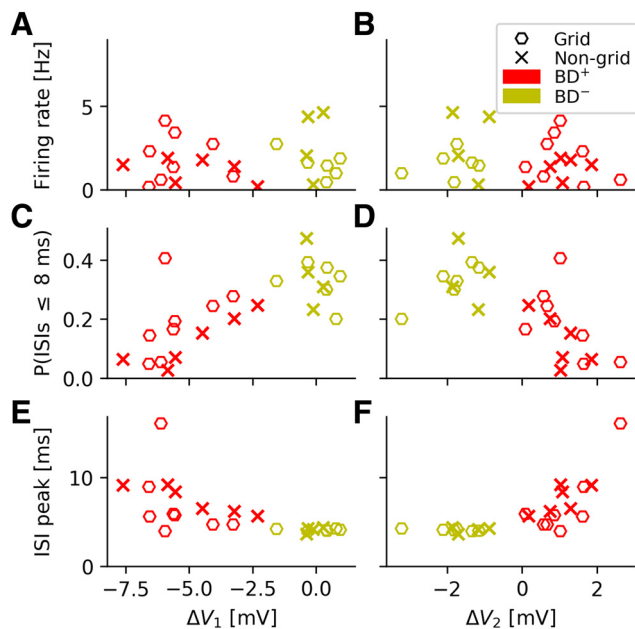 A
B
Firing rate [Hz]
5
0
Grid
Non-grid
BD⁺
BD⁻
C
D
P(ISIs ≤ 8 ms)
0.4
0.2
0.0
E
F
ISI peak [ms]
10
0
−7.5 −5.0 −2.5 0.0
−2 0 2
ΔV₁ [mV]
ΔV₂ [mV]